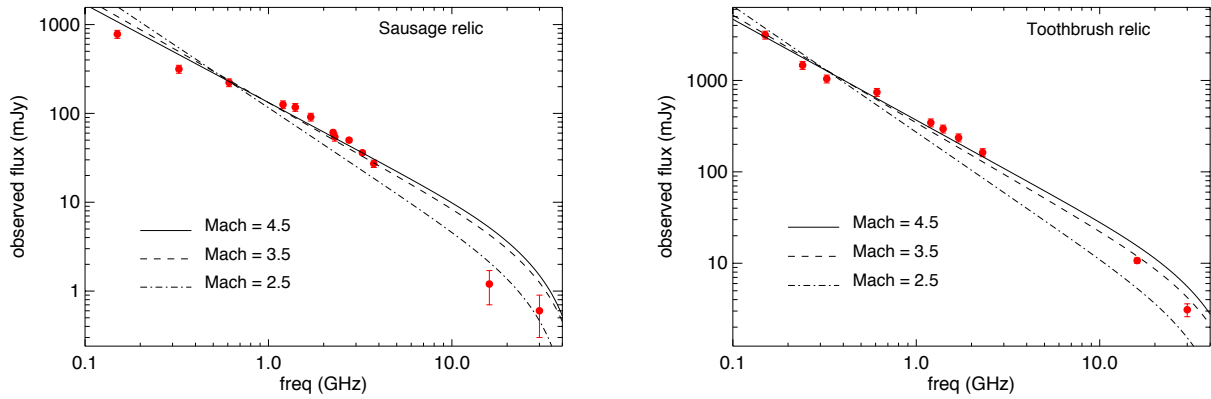 Sausage relic
observed flux (mJy)
1000
100
10
1
Mach = 4.5
Mach = 3.5
Mach = 2.5
0.1
1.0
10.0
freq (GHz)
Toothbrush relic
observed flux (mJy)
1000
100
10
1
Mach = 4.5
Mach = 3.5
Mach = 2.5
0.1
1.0
10.0
freq (GHz)